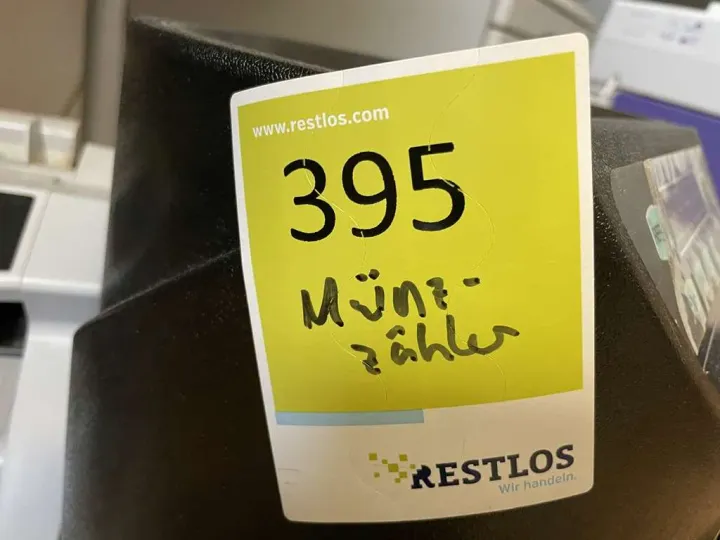 www.restlos.com
395
Münz-
zähler
RESTLOS
Wir handeln.